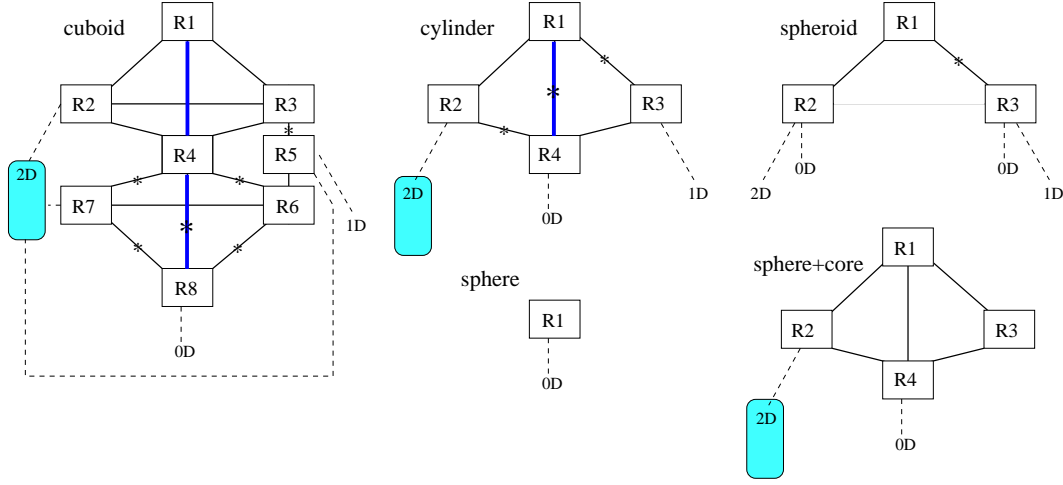 cuboid
R1
R2
R3
R4
*
R5
2D
*
*
R7
R6
1D
*
*
*
R8
0D
cylinder
R1
*
*
R2
R3
*
R4
2D
0D
1D
sphere
R1
0D
spheroid
R1
*
R2
R3
0D
0D
2D
1D
sphere+core
R1
R2
R3
R4
2D
0D